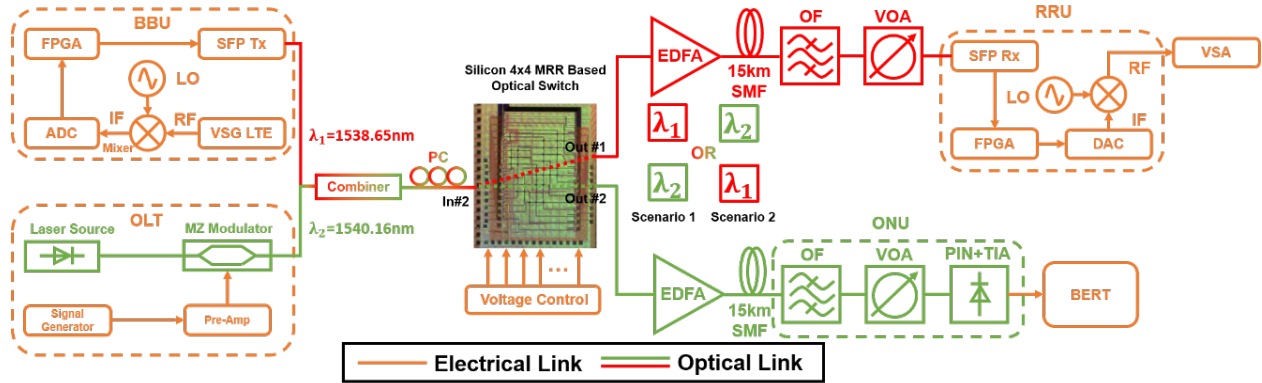 BBU
FPGA
SFP Tx
LO
IF
RF
ADC
Mixer
VSG LTE
λ₁=1538.65nm
OLT
Laser Source
MZ Modulator
Signal
Generator
Pre-Amp
λ₂=1540.16nm
Combiner
PC
In#2
Silicon 4x4 MRR Based
Optical Switch
Out #1
Out #2
...
Voltage Control
EDFA
15km
SMF
OF
VOA
λ₁
λ₂
OR
λ₂
λ₁
Scenario 1
Scenario 2
RRU
SFP Rx
RF
LO
IF
FPGA
DAC
VSA
EDFA
15km
SMF
ONU
OF
VOA
PIN+TIA
BERT
Electrical Link
Optical Link